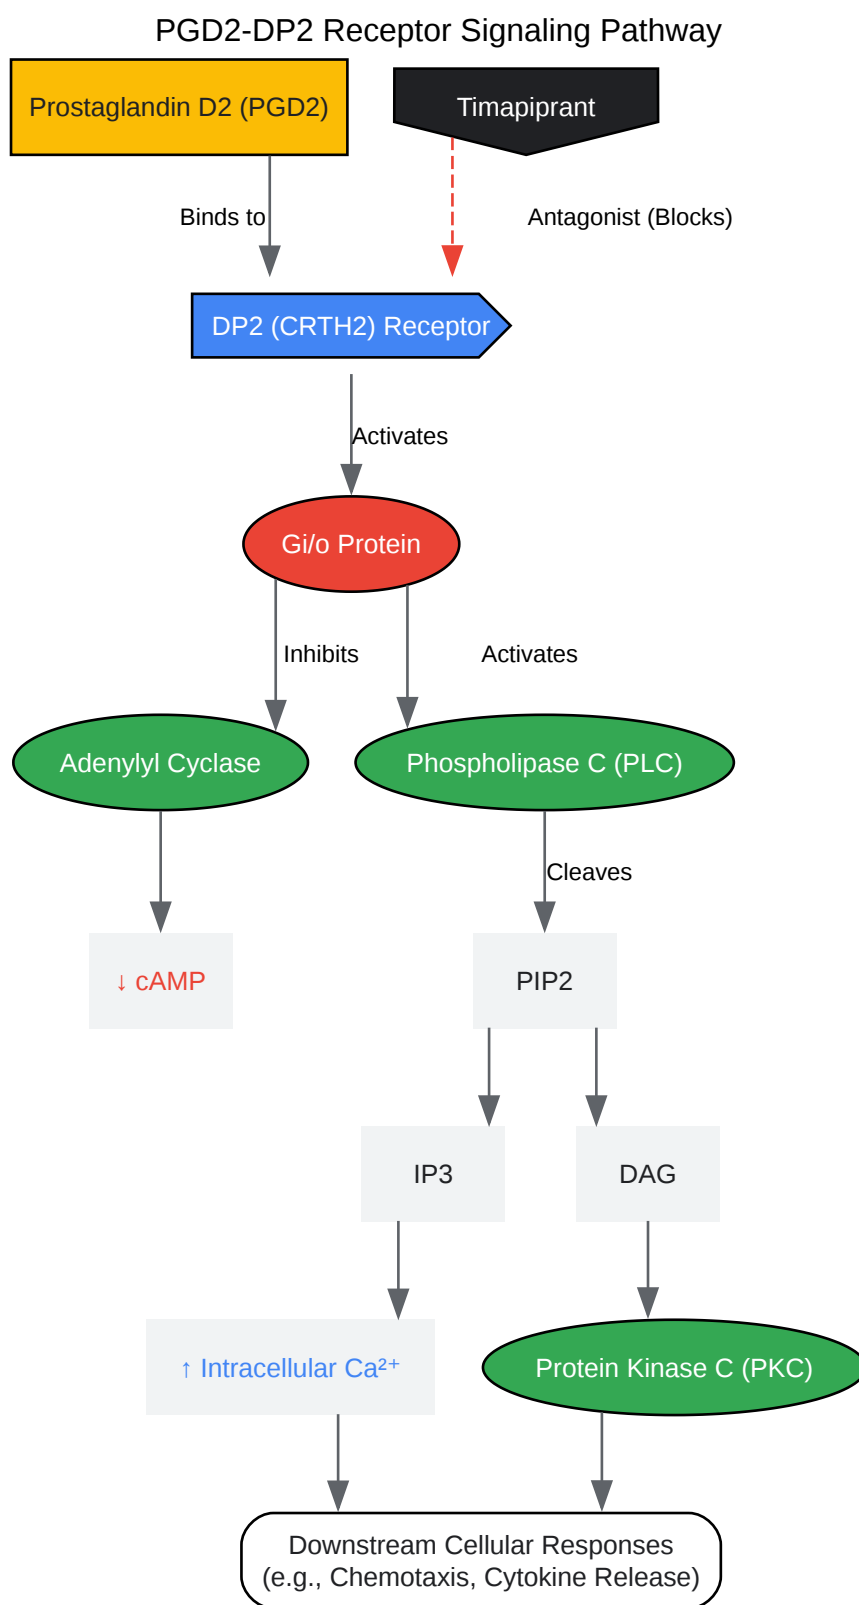 PGD2-DP2 Receptor Signaling Pathway
Prostaglandin D2 (PGD2)
Timapiprant
Binds to
Antagonist (Blocks)
DP2 (CRTH2) Receptor
Activates
Gi/o Protein
Inhibits
Activates
Adenylyl Cyclase
Phospholipase C (PLC)
Cleaves
↓ cAMP
PIP2
IP3
DAG
↑ Intracellular Ca²⁺
Protein Kinase C (PKC)
Downstream Cellular Responses
(e.g., Chemotaxis, Cytokine Release)